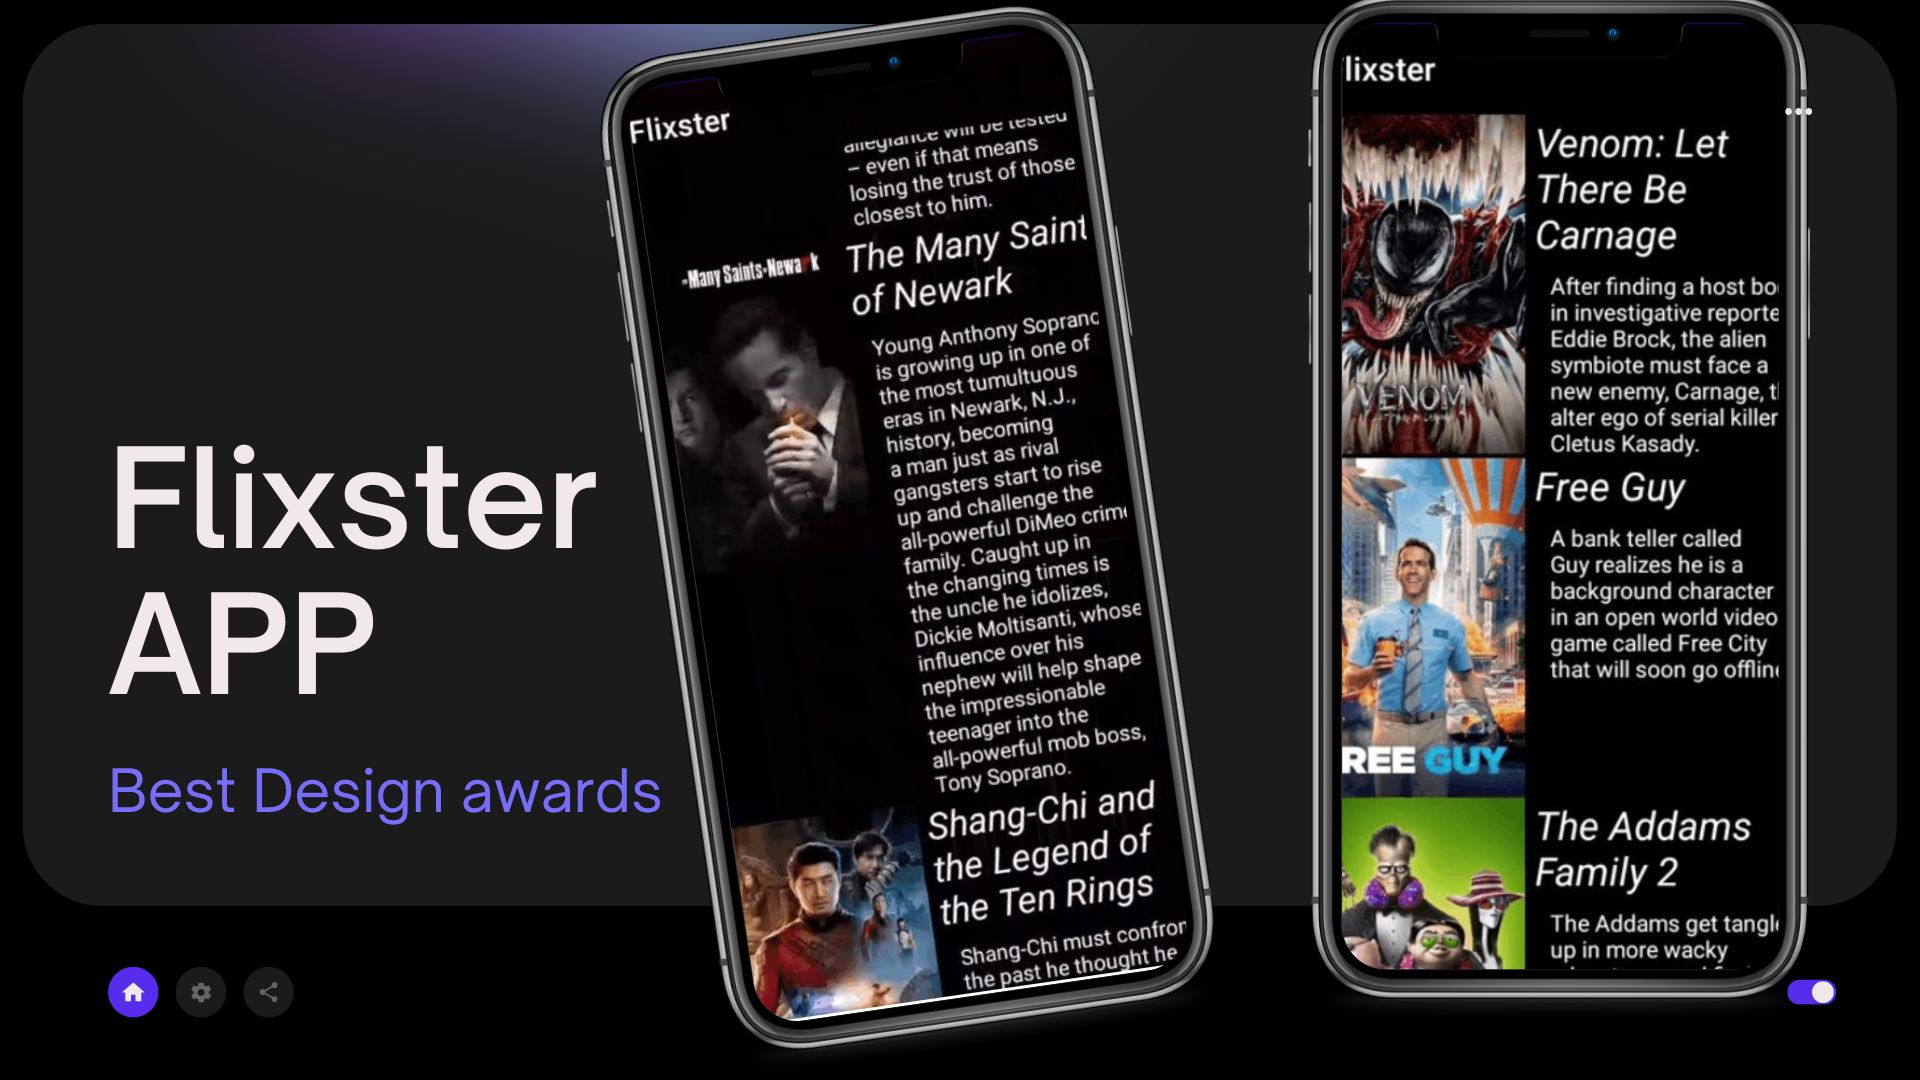 Flixster
APP
Best Design awards
Flixster
allegiance will be tested
– even if that means
losing the trust of those
closest to him.
The Many Saints of Newark
The Many Saint
of Newark
Young Anthony Soprano
is growing up in one of
the most tumultuous
eras in Newark, N.J.,
history, becoming
a man just as rival
gangsters start to rise
up and challenge the
all-powerful DiMeo crime
family. Caught up in
the changing times is
the uncle he idolizes,
Dickie Moltisanti, whose
influence over his
nephew will help shape
the impressionable
teenager into the
all-powerful mob boss,
Tony Soprano.
Shang-Chi and
the Legend of
the Ten Rings
Shang-Chi must confron
the past he thought he
lixster
VENOM
Venom: Let
There Be
Carnage
After finding a host bo
in investigative reporte
Eddie Brock, the alien
symbiote must face a
new enemy, Carnage, t
alter ego of serial killer
Cletus Kasady.
REE GUY
Free Guy
A bank teller called
Guy realizes he is a
background character
in an open world video
game called Free City
that will soon go offline
The Addams
Family 2
The Addams get tangle
up in more wacky